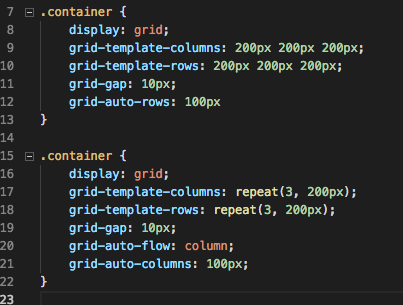 7 .container {
8     display: grid;
9     grid-template-columns: 200px 200px 200px;
10     grid-template-rows: 200px 200px 200px;
11     grid-gap: 10px;
12     grid-auto-rows: 100px
13 }
14
15 .container {
16     display: grid;
17     grid-template-columns: repeat(3, 200px);
18     grid-template-rows: repeat(3, 200px);
19     grid-gap: 10px;
20     grid-auto-flow: column;
21     grid-auto-columns: 100px;
22 }
23